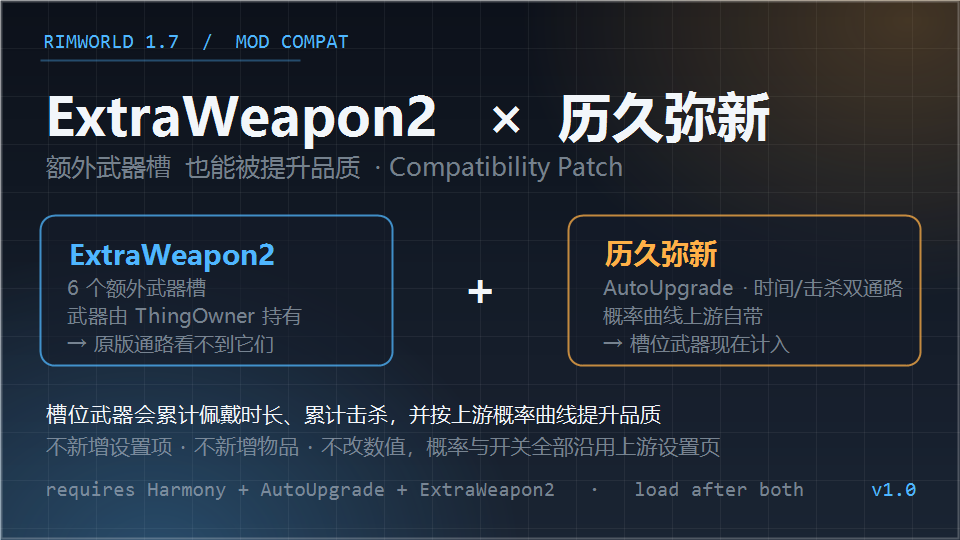 RIMWORLD 1.7 / MOD COMPAT
ExtraWeapon2 × 历久弥新
额外武器槽 也能被提升品质 · Compatibility Patch
ExtraWeapon2
6 个额外武器槽
武器由 ThingOwner 持有
→ 原版通路看不到它们
+
历久弥新
AutoUpgrade · 时间/击杀双通路
概率曲线上游自带
→ 槽位武器现在计入
槽位武器会累计佩戴时长、累计击杀，并按上游概率曲线提升品质
不新增设置项 · 不新增物品 · 不改数值，概率与开关全部沿用上游设置页
requires Harmony + AutoUpgrade + ExtraWeapon2 · load after both v1.0